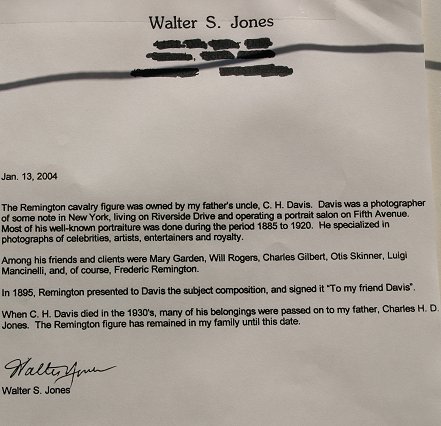 Walter S. Jones
Jan. 13, 2004
The Remington cavalry figure was owned by my father's uncle, C. H. Davis. Davis was a photographer
of some note in New York, living on Riverside Drive and operating a portrait salon on Fifth Avenue.
Most of his well-known portraiture was done during the period 1885 to 1920. He specialized in
photographs of celebrities, artists, entertainers and royalty.
Among his friends and clients were Mary Garden, Will Rogers, Charles Gilbert, Otis Skinner, Luigi
Mancinelli, and, of course, Frederic Remington.
In 1895, Remington presented to Davis the subject composition, and signed it "To my friend Davis".
When C. H. Davis died in the 1930's, many of his belongings were passed on to my father, Charles H. D.
Jones. The Remington figure has remained in my family until this date.
Walter Jones
Walter S. Jones